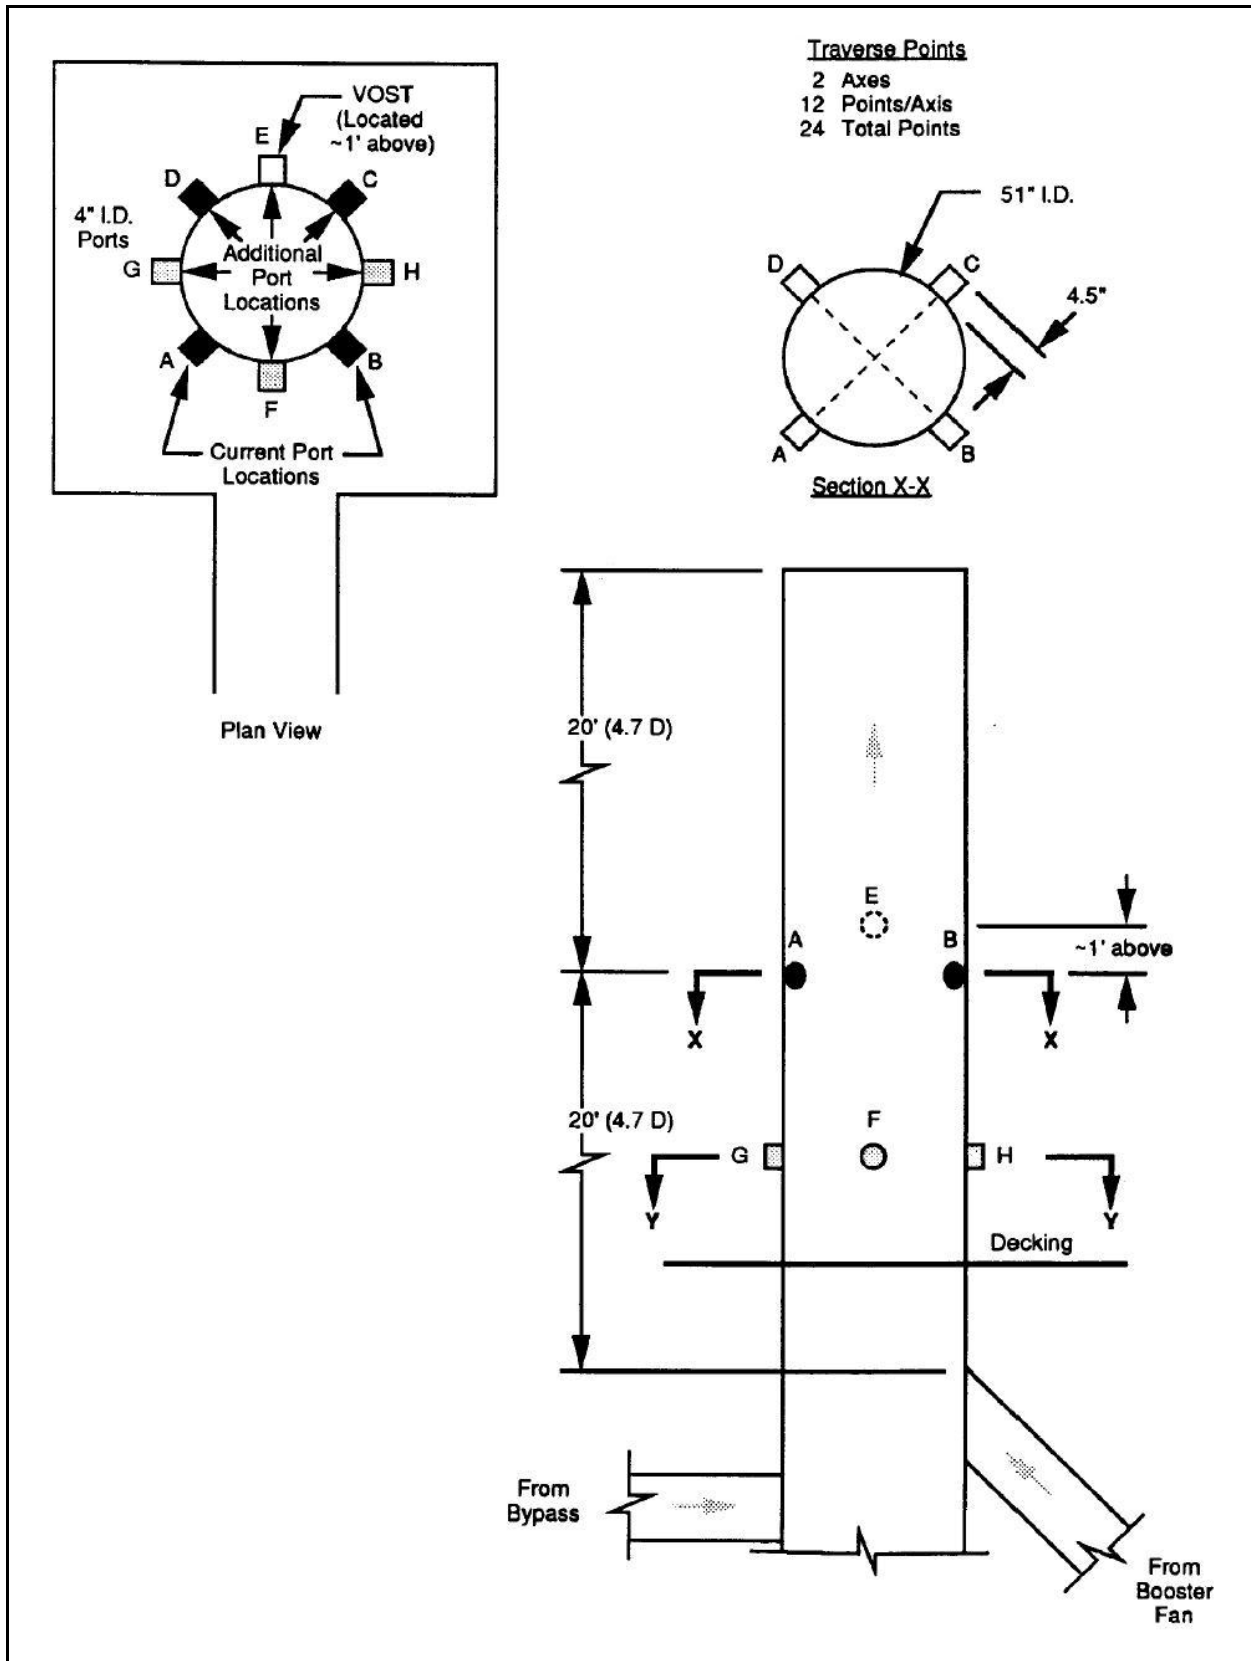 VOST
(Located
~1' above)
E
D
C
4" I.D.
Ports
G
Additional
Port
Locations
H
A
B
F
Current Port
Locations
Plan View
Traverse Points
2 Axes
12 Points/Axis
24 Total Points
51" I.D.
D
C
4.5"
A
B
Section X-X
20' (4.7 D)
E
A
B
~1' above
X
X
20' (4.7 D)
F
G
H
Y
Y
Decking
From
Bypass
From
Booster
Fan